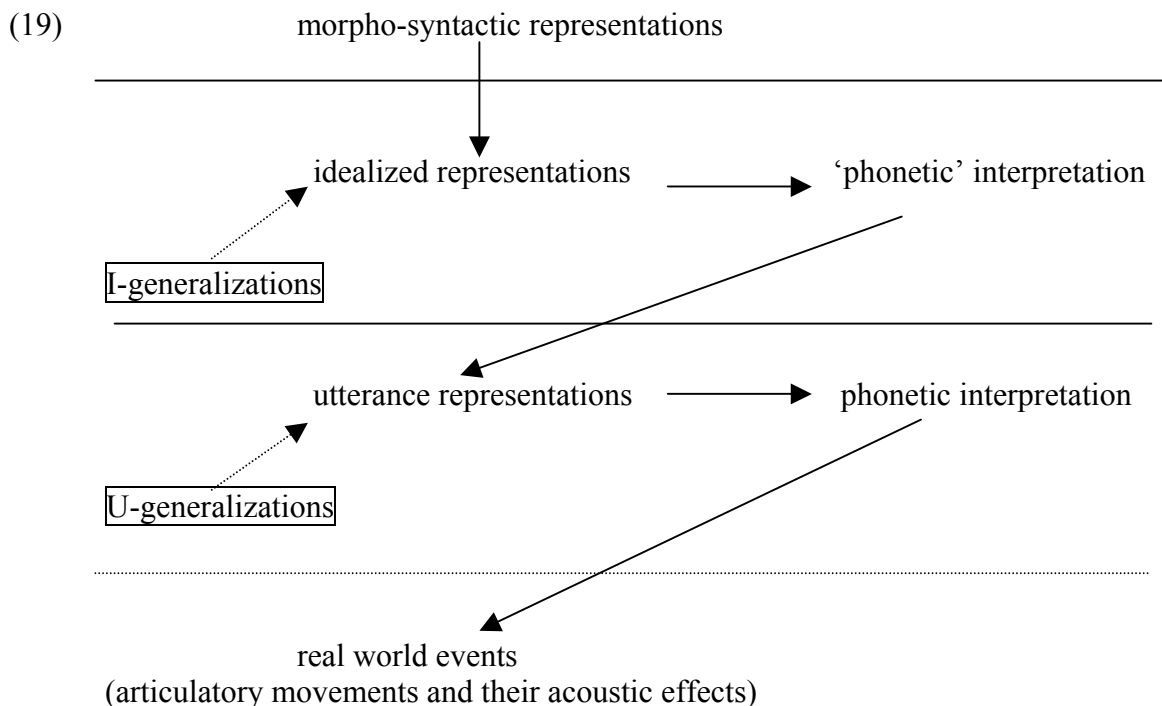 (19) morpho-syntactic representations
idealized representations ‘phonetic’ interpretation
I-generalizations
utterance representations phonetic interpretation
U-generalizations
real world events
(articulatory movements and their acoustic effects)